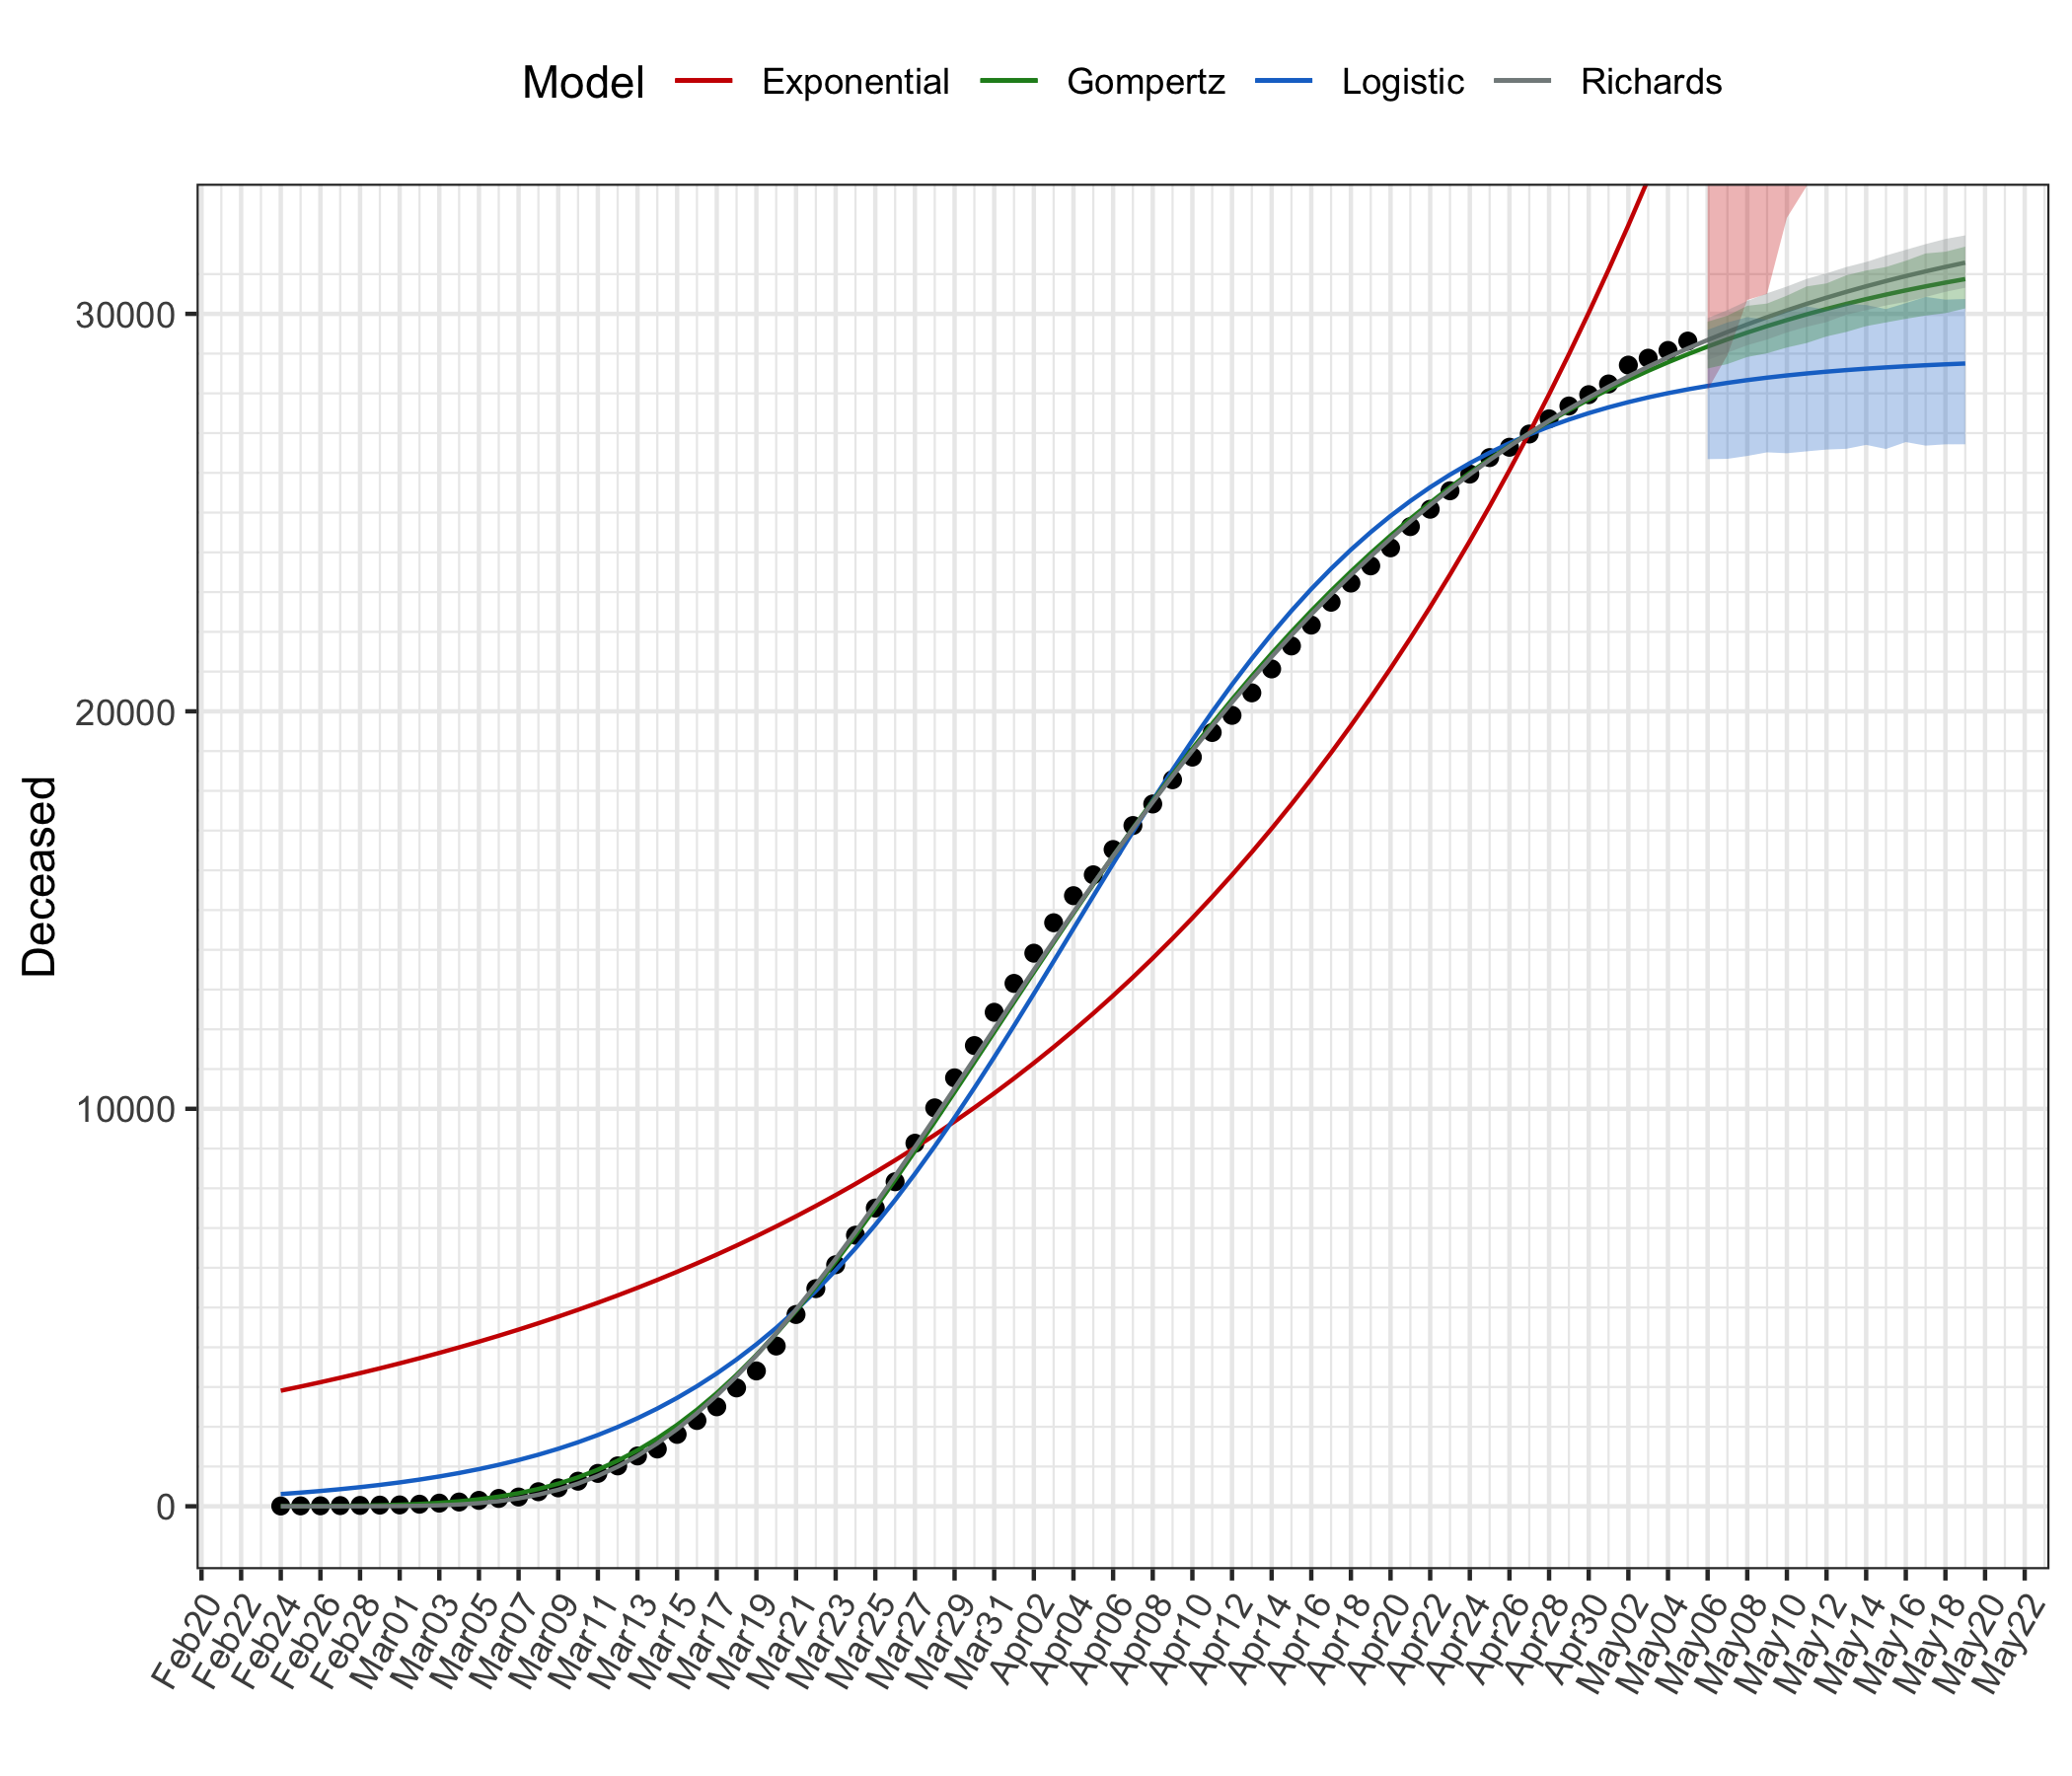 Model Exponential Gompertz Logistic Richards
Deceased
30000
20000
10000
0
Feb20 Feb22 Feb24 Feb26 Feb28 Mar01 Mar03 Mar05 Mar07 Mar09 Mar11 Mar13 Mar15 Mar17 Mar19 Mar21 Mar23 Mar25 Mar27 Mar29 Mar31 Apr02 Apr04 Apr06 Apr08 Apr10 Apr12 Apr14 Apr16 Apr18 Apr20 Apr22 Apr24 Apr26 Apr28 Apr30 May02 May04 May06 May08 May10 May12 May14 May16 May18 May20 May22